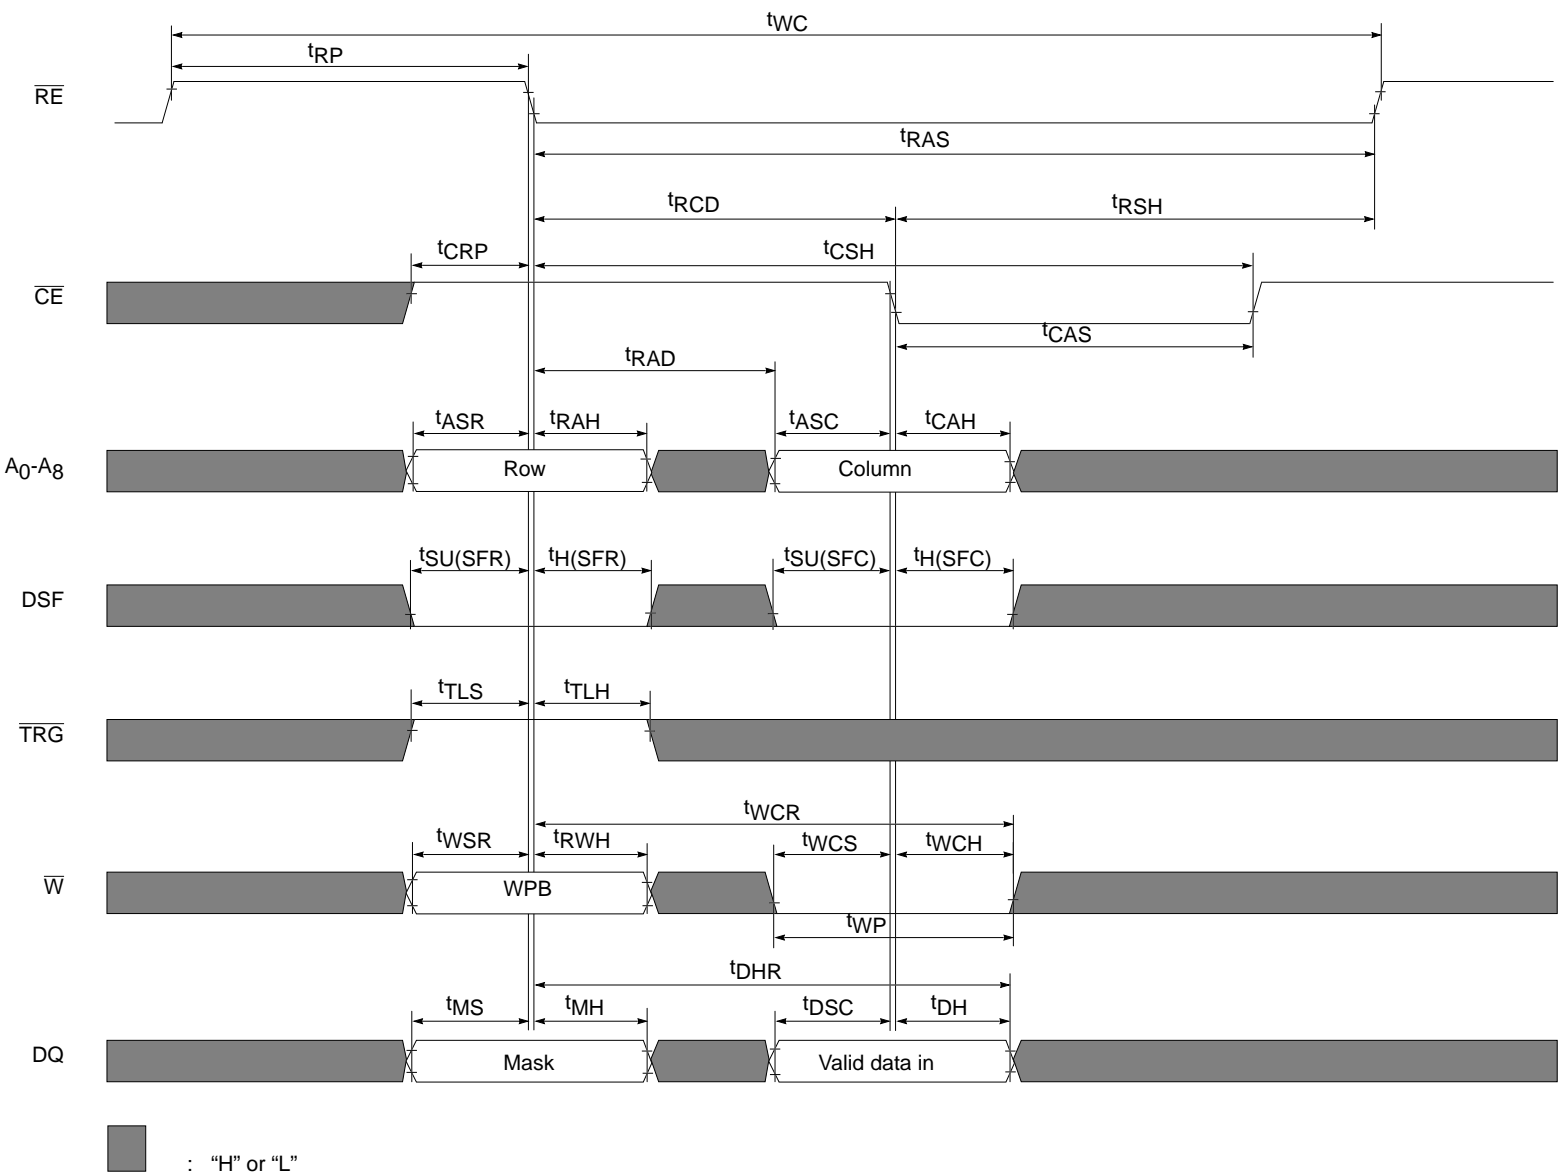 tWC
tRP
RE
tRAS
tRCD tRSH
tCRP tCSH
CE
tCAS
tRAD
tASR tRAH tASC tCAH
A0-A8 Row Column
tSU(SFR) tH(SFR) tSU(SFC) tH(SFC)
DSF
tTLS tTLH
TRG
tWCR
tWSR tRWH tWCS tWCH
W WPB
tWP
tDHR
tMS tMH tDSC tDH
DQ Mask Valid data in
: “H” or “L”